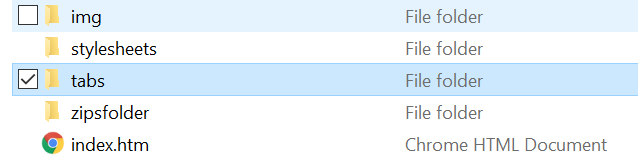 img File folder
stylesheets File folder
tabs File folder
zipsfolder File folder
index.htm Chrome HTML Document